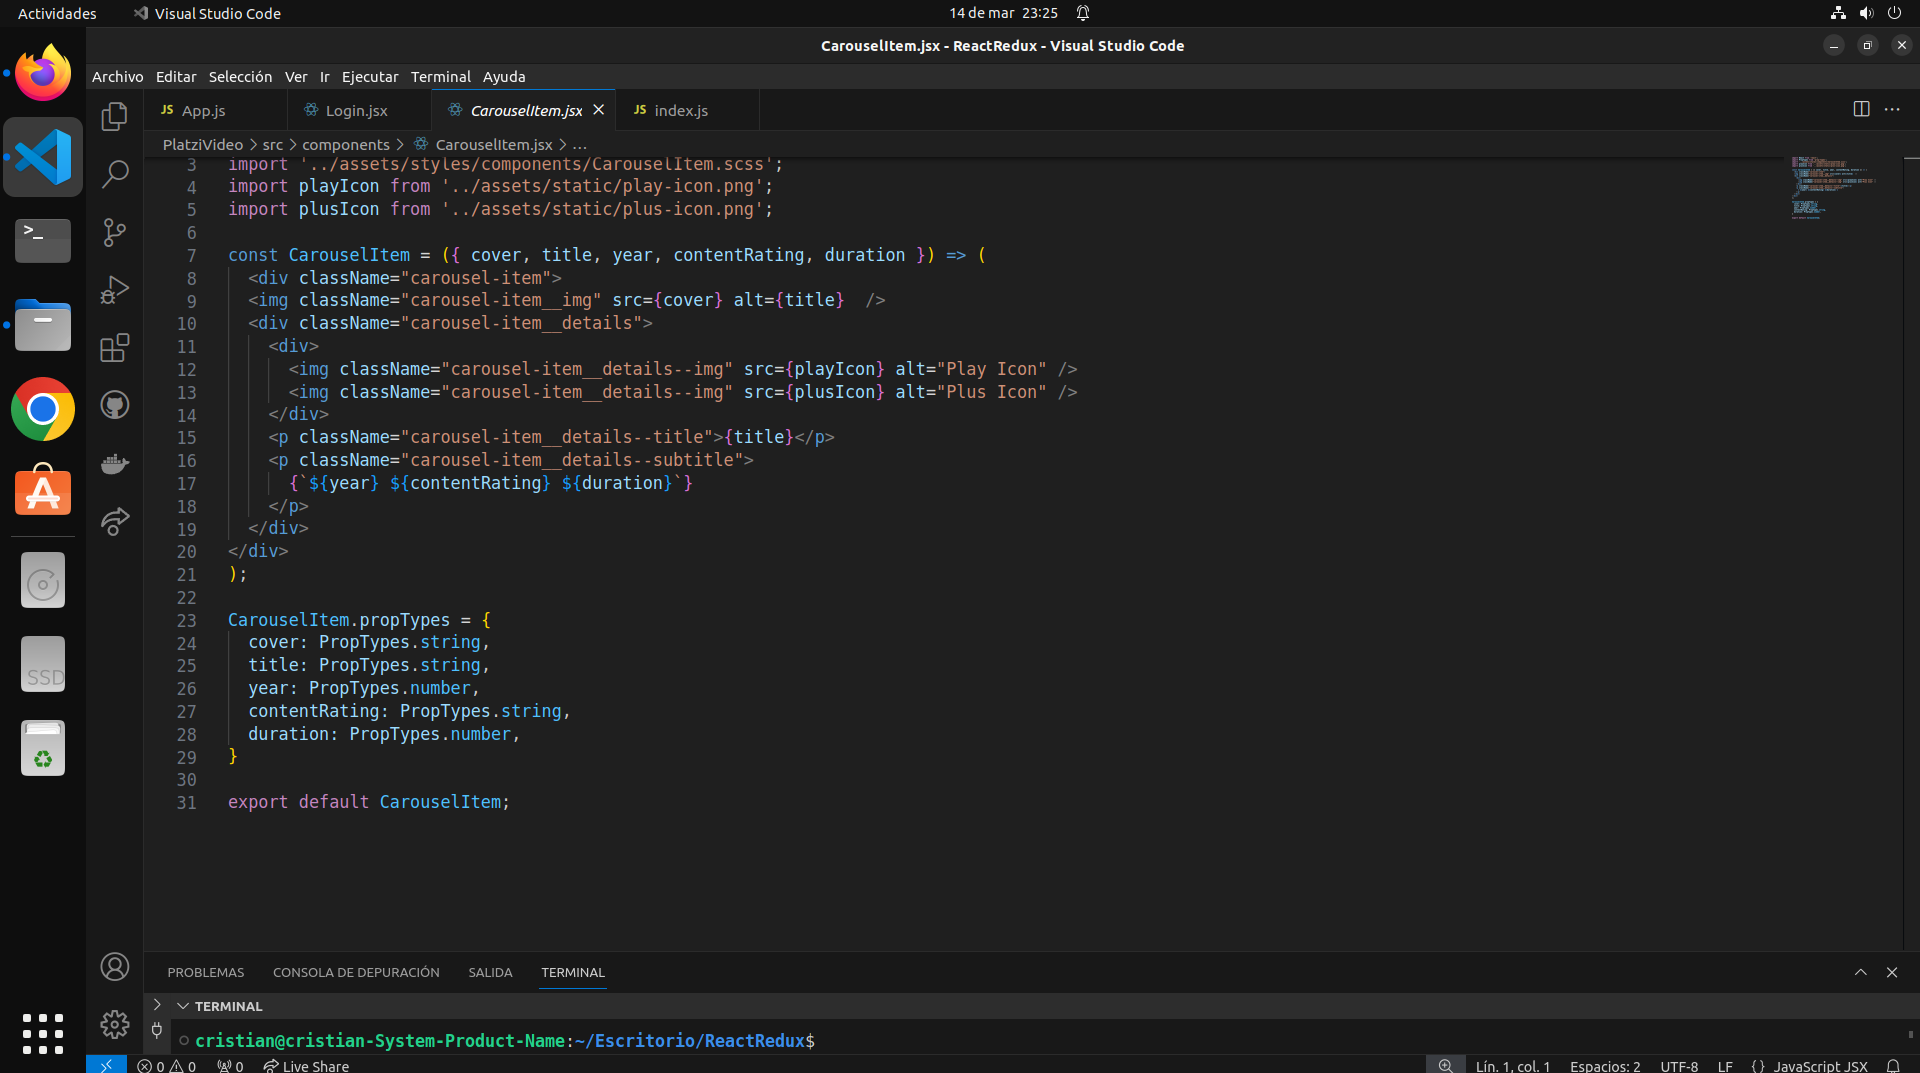 Actividades Visual Studio Code 14 de mar 23:25
CarouselItem.jsx - ReactRedux - Visual Studio Code
Archivo Editar Selección Ver Ir Ejecutar Terminal Ayuda
JS App.js Login.jsx CarouselItem.jsx JS index.js
PlatziVideo > src > components > CarouselItem.jsx > ...
3 import '../assets/styles/components/CarouselItem.scss';
4 import playIcon from '../assets/static/play-icon.png';
5 import plusIcon from '../assets/static/plus-icon.png';
6
7 const CarouselItem = ({ cover, title, year, contentRating, duration }) => (
8 <div className="carousel-item">
9 <img className="carousel-item__img" src={cover} alt={title}  />
10 <div className="carousel-item__details">
11 <div>
12 <img className="carousel-item__details--img" src={playIcon} alt="Play Icon" />
13 <img className="carousel-item__details--img" src={plusIcon} alt="Plus Icon" />
14 </div>
15 <p className="carousel-item__details--title">{title}</p>
16 <p className="carousel-item__details--subtitle">
17 {`${year} ${contentRating} ${duration}`}
18 </p>
19 </div>
20 </div>
21 );
22
23 CarouselItem.propTypes = {
24 cover: PropTypes.string,
25 title: PropTypes.string,
26 year: PropTypes.number,
27 contentRating: PropTypes.string,
28 duration: PropTypes.number,
29 }
30
31 export default CarouselItem;
SSD
PROBLEMAS CONSOLA DE DEPURACIÓN SALIDA TERMINAL
TERMINAL
cristian@cristian-System-Product-Name:~/Escritorio/ReactRedux$
0 0 0 Live Share Lín. 1, col. 1 Espacios: 2 UTF-8 LF {} JavaScript JSX